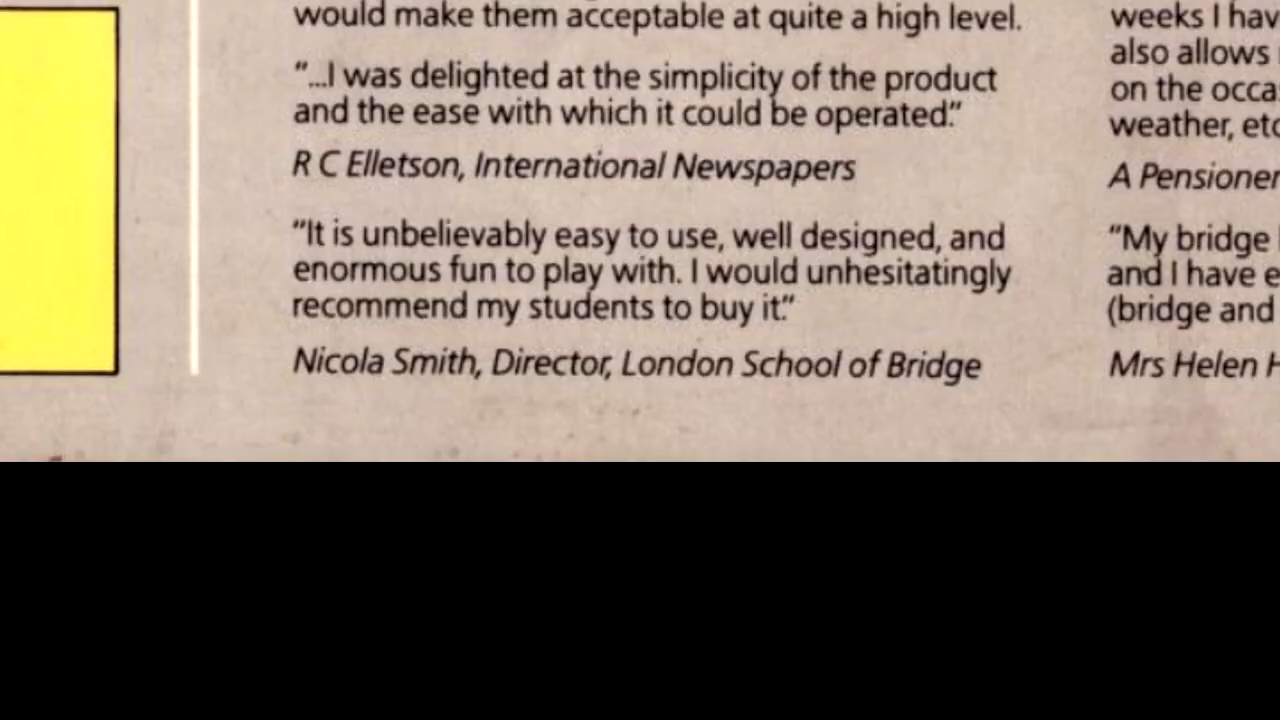 would make them acceptable at quite a high level.
"...I was delighted at the simplicity of the product
and the ease with which it could be operated."
R C Elletson, International Newspapers
"It is unbelievably easy to use, well designed, and
enormous fun to play with. I would unhesitatingly
recommend my students to buy it."
Nicola Smith, Director, London School of Bridge
weeks I hav
also allows
on the occa
weather, etc
A Pensioner
"My bridge
and I have e
(bridge and
Mrs Helen H